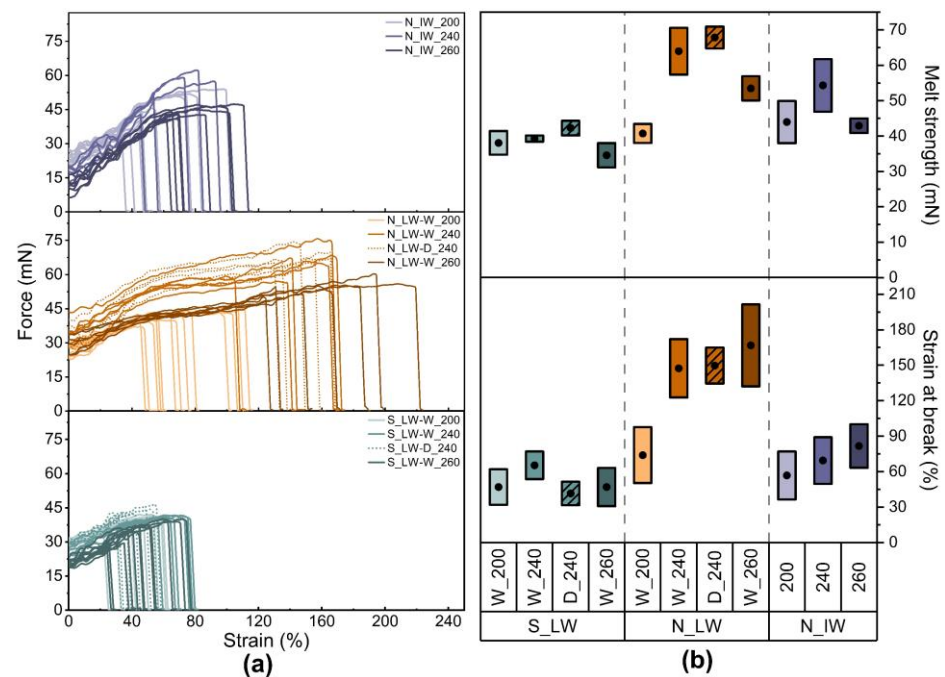 N_IW_200
N_IW_240
N_IW_260
75
60
45
30
15
0
N_LW-W_200
N_LW-W_240
N_LW-D_240
N_LW-W_260
75
60
45
30
15
0
S_LW-W_200
S_LW-W_240
S_LW-D_240
S_LW-W_260
75
60
45
30
15
0
Force (mN)
0 40 80 120 160 200 240
Strain (%)
(a)
70
60
50
40
30
20
10
0
Melt strength (mN)
210
180
150
120
90
60
30
0
Strain at break (%)
W_200 W_240 D_240 W_260 W_200 W_240 D_240 W_260 200 240 260
S_LW N_LW N_IW
(b)